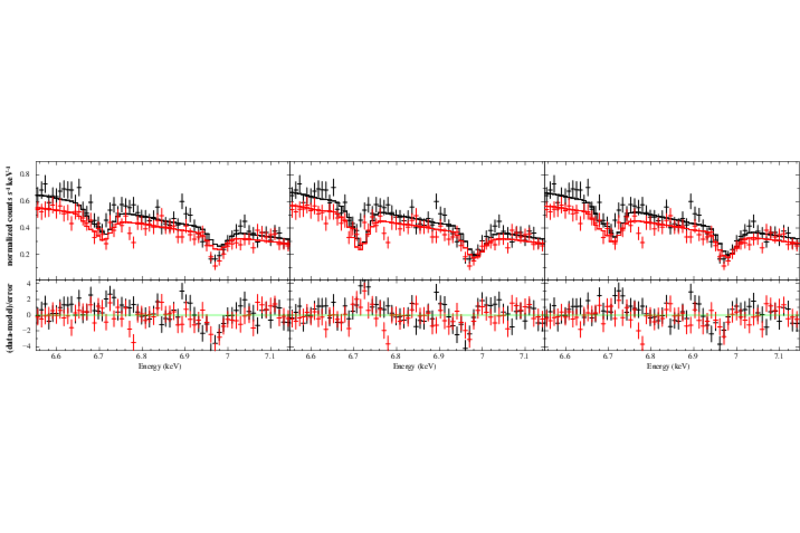 normalized counts s⁻¹ keV⁻¹
0.8
0.6
0.4
0.2
(data-model)/error
4
2
0
−2
−4
6.6 6.7 6.8 6.9 7 7.1 6.6 6.7 6.8 6.9 7 7.1 6.6 6.7 6.8 6.9 7 7.1
Energy (keV) Energy (keV) Energy (keV)